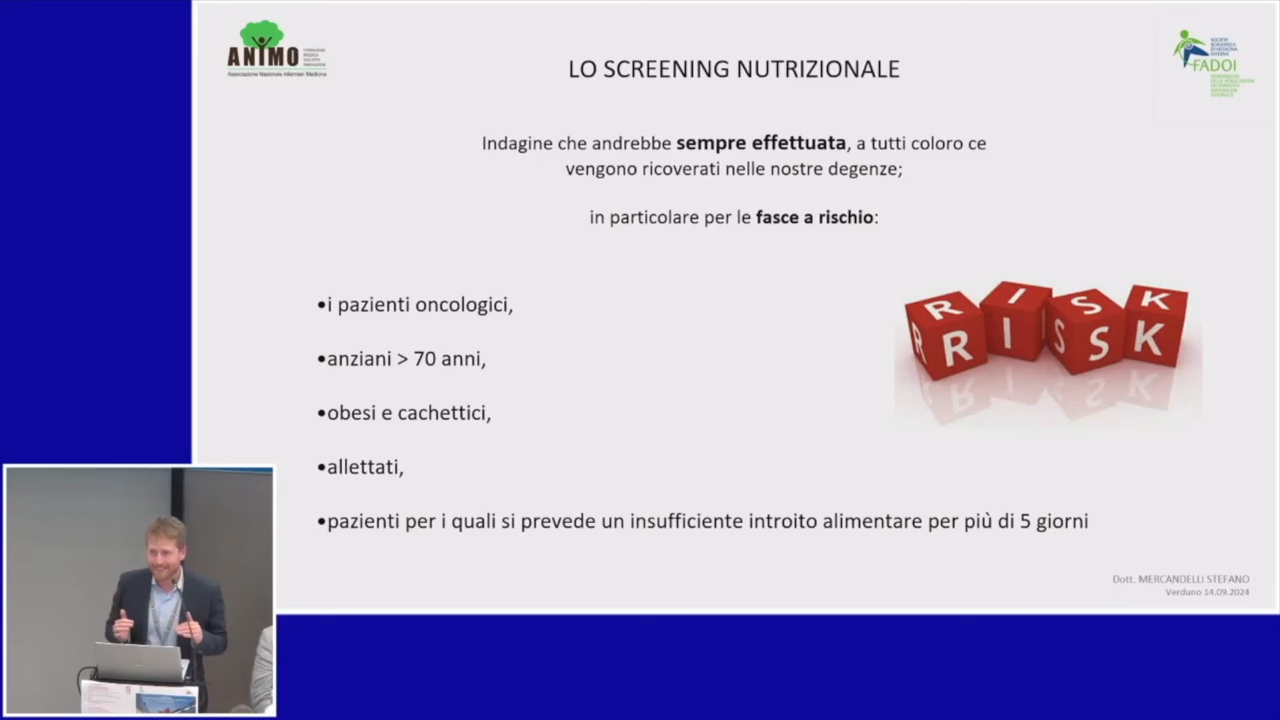 ANIMO
Associazione Nazionale Infermieri Medicina
FADOI
LO SCREENING NUTRIZIONALE
Indagine che andrebbe sempre effettuata, a tutti coloro ce
vengono ricoverati nelle nostre degenze;
in particolare per le fasce a rischio:
•i pazienti oncologici,
•anziani > 70 anni,
•obesi e cachettici,
•allettati,
•pazienti per i quali si prevede un insufficiente introito alimentare per più di 5 giorni
R I S K
R R I S S K
Dott. MERCANDELLI STEFANO
Verduno 14.09.2024